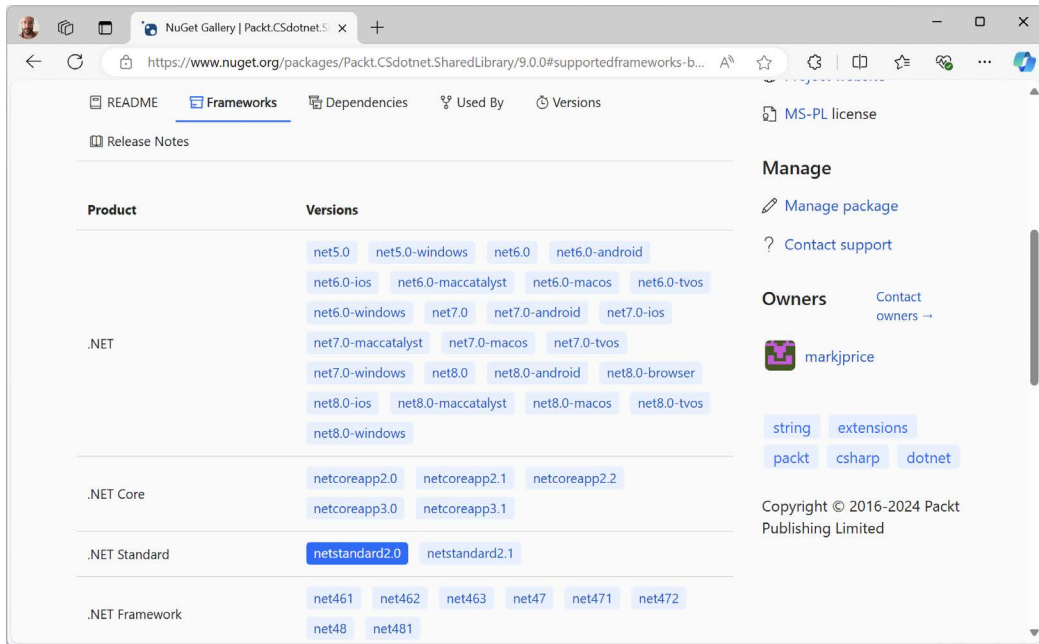 NuGet Gallery | Packt.CSdotnet.S
https://www.nuget.org/packages/Packt.CSdotnet.SharedLibrary/9.0.0#supportedframeworks-b...
README Frameworks Dependencies Used By Versions
Release Notes
Product Versions
.NET
net5.0 net5.0-windows net6.0 net6.0-android
net6.0-ios net6.0-maccatalyst net6.0-macos net6.0-tvos
net6.0-windows net7.0 net7.0-android net7.0-ios
net7.0-maccatalyst net7.0-macos net7.0-tvos
net7.0-windows net8.0 net8.0-android net8.0-browser
net8.0-ios net8.0-maccatalyst net8.0-macos net8.0-tvos
net8.0-windows
.NET Core
netcoreapp2.0 netcoreapp2.1 netcoreapp2.2
netcoreapp3.0 netcoreapp3.1
.NET Standard netstandard2.0 netstandard2.1
.NET Framework
net461 net462 net463 net47 net471 net472
net48 net481
MS-PL license
Manage
Manage package
? Contact support
Owners
Contact
owners →
markjprice
string extensions
packt csharp dotnet
Copyright © 2016-2024 Packt
Publishing Limited